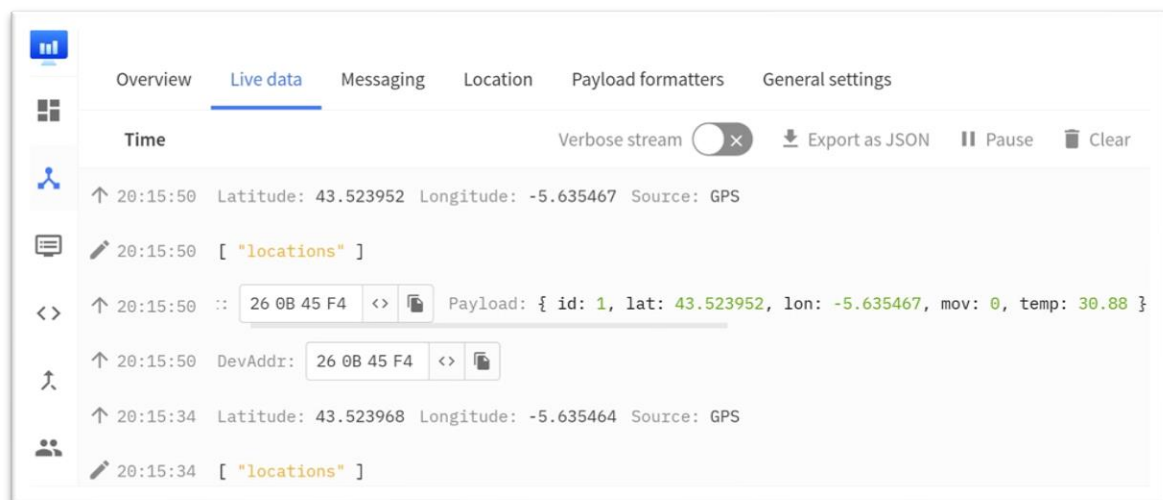 Overview Live data Messaging Location Payload formatters General settings
Time Verbose stream Export as JSON Pause Clear
20:15:50 Latitude: 43.523952 Longitude: -5.635467 Source: GPS
20:15:50 [ "locations" ]
20:15:50 : 26 0B 45 F4 <> Payload: { id: 1, lat: 43.523952, lon: -5.635467, mov: 0, temp: 30.88 }
20:15:50 DevAddr: 26 0B 45 F4 <>
20:15:34 Latitude: 43.523968 Longitude: -5.635464 Source: GPS
20:15:34 [ "locations" ]